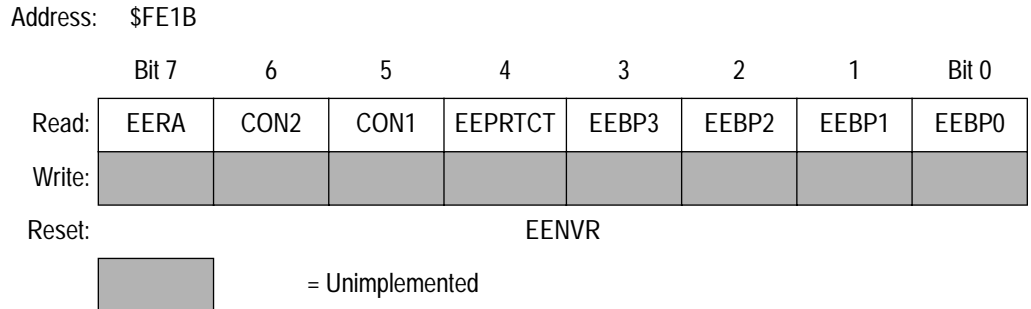 Address: $FE1B
Bit 7 6 5 4 3 2 1 Bit 0
Read: EERA CON2 CON1 EEPRTCT EEBP3 EEBP2 EEBP1 EEBP0
Write:
Reset: EENVR
= Unimplemented